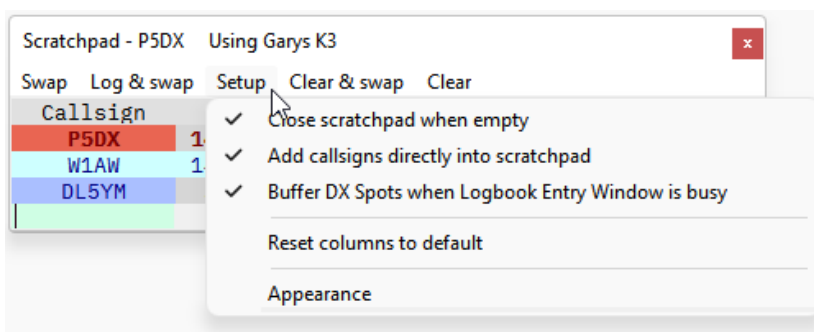 Scratchpad - P5DX Using Garys K3
x
Swap Log & swap Setup Clear & swap Clear
Callsign
P5DX
W1AW
DL5YM
Close scratchpad when empty
Add callsigns directly into scratchpad
Buffer DX Spots when Logbook Entry Window is busy
Reset columns to default
Appearance